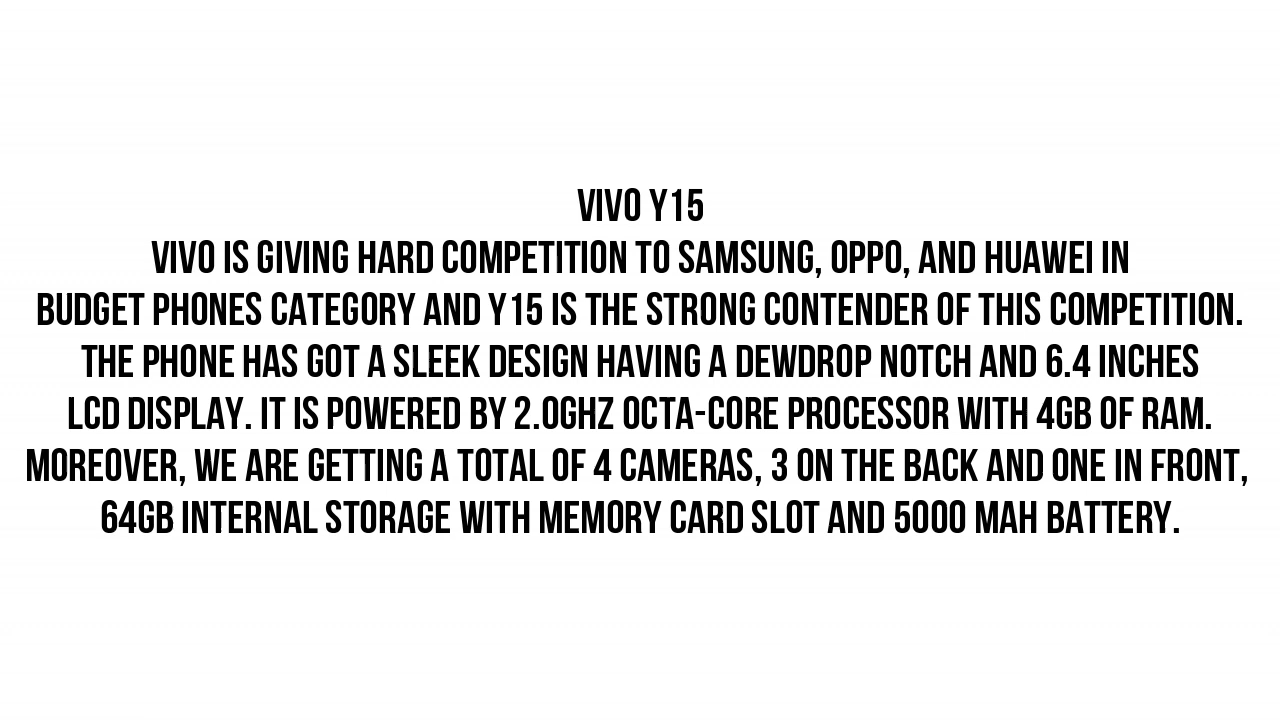 VIVO Y15
VIVO IS GIVING HARD COMPETITION TO SAMSUNG, OPPO, AND HUAWEI IN
BUDGET PHONES CATEGORY AND Y15 IS THE STRONG CONTENDER OF THIS COMPETITION.
THE PHONE HAS GOT A SLEEK DESIGN HAVING A DEWDROP NOTCH AND 6.4 INCHES
LCD DISPLAY. IT IS POWERED BY 2.0GHZ OCTA-CORE PROCESSOR WITH 4GB OF RAM.
MOREOVER, WE ARE GETTING A TOTAL OF 4 CAMERAS, 3 ON THE BACK AND ONE IN FRONT,
64GB INTERNAL STORAGE WITH MEMORY CARD SLOT AND 5000 MAH BATTERY.